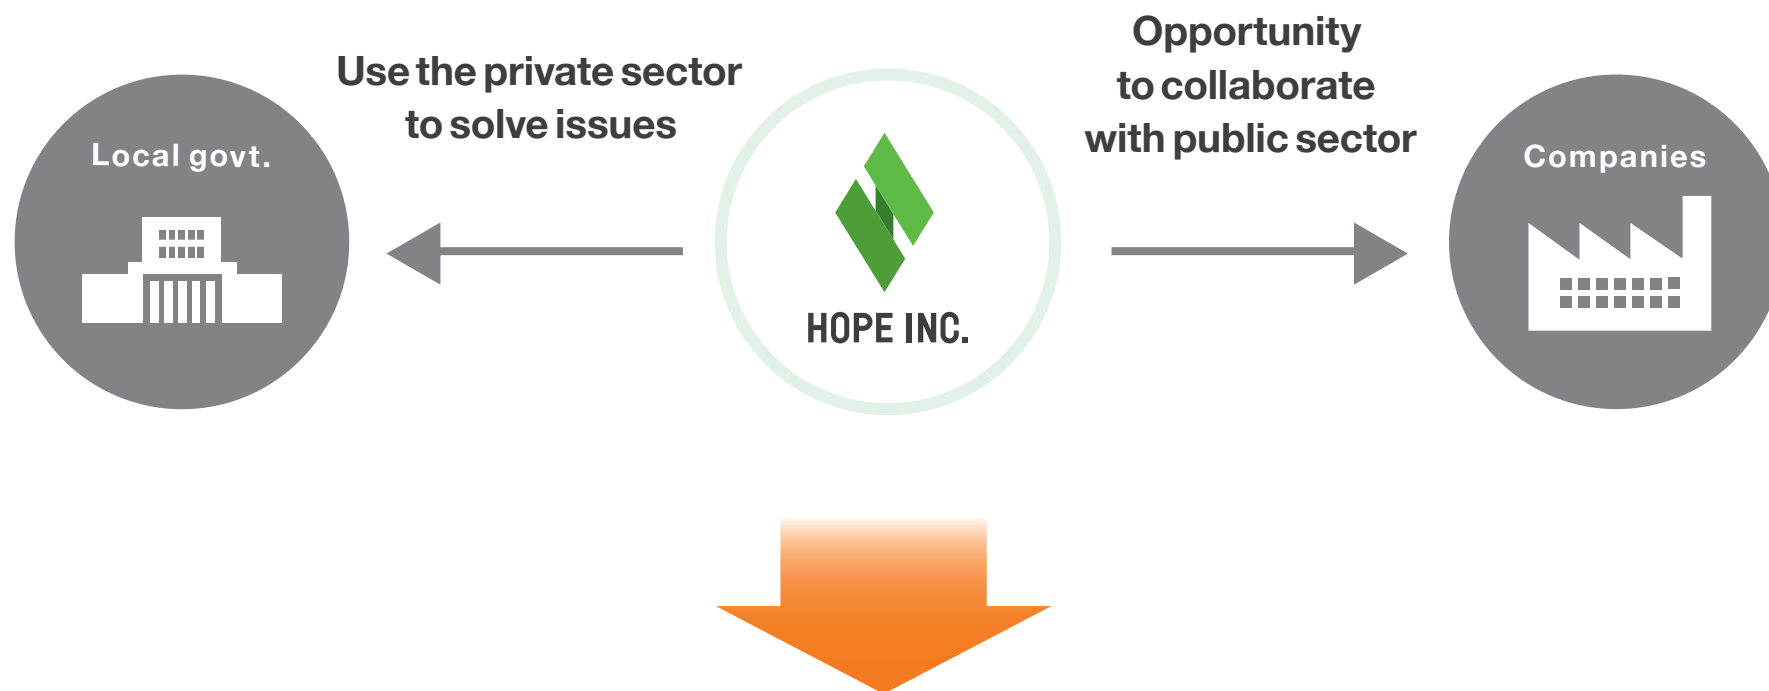 Local govt.
Use the private sector
to solve issues
HOPE INC.
Opportunity
to collaborate
with public sector
Companies